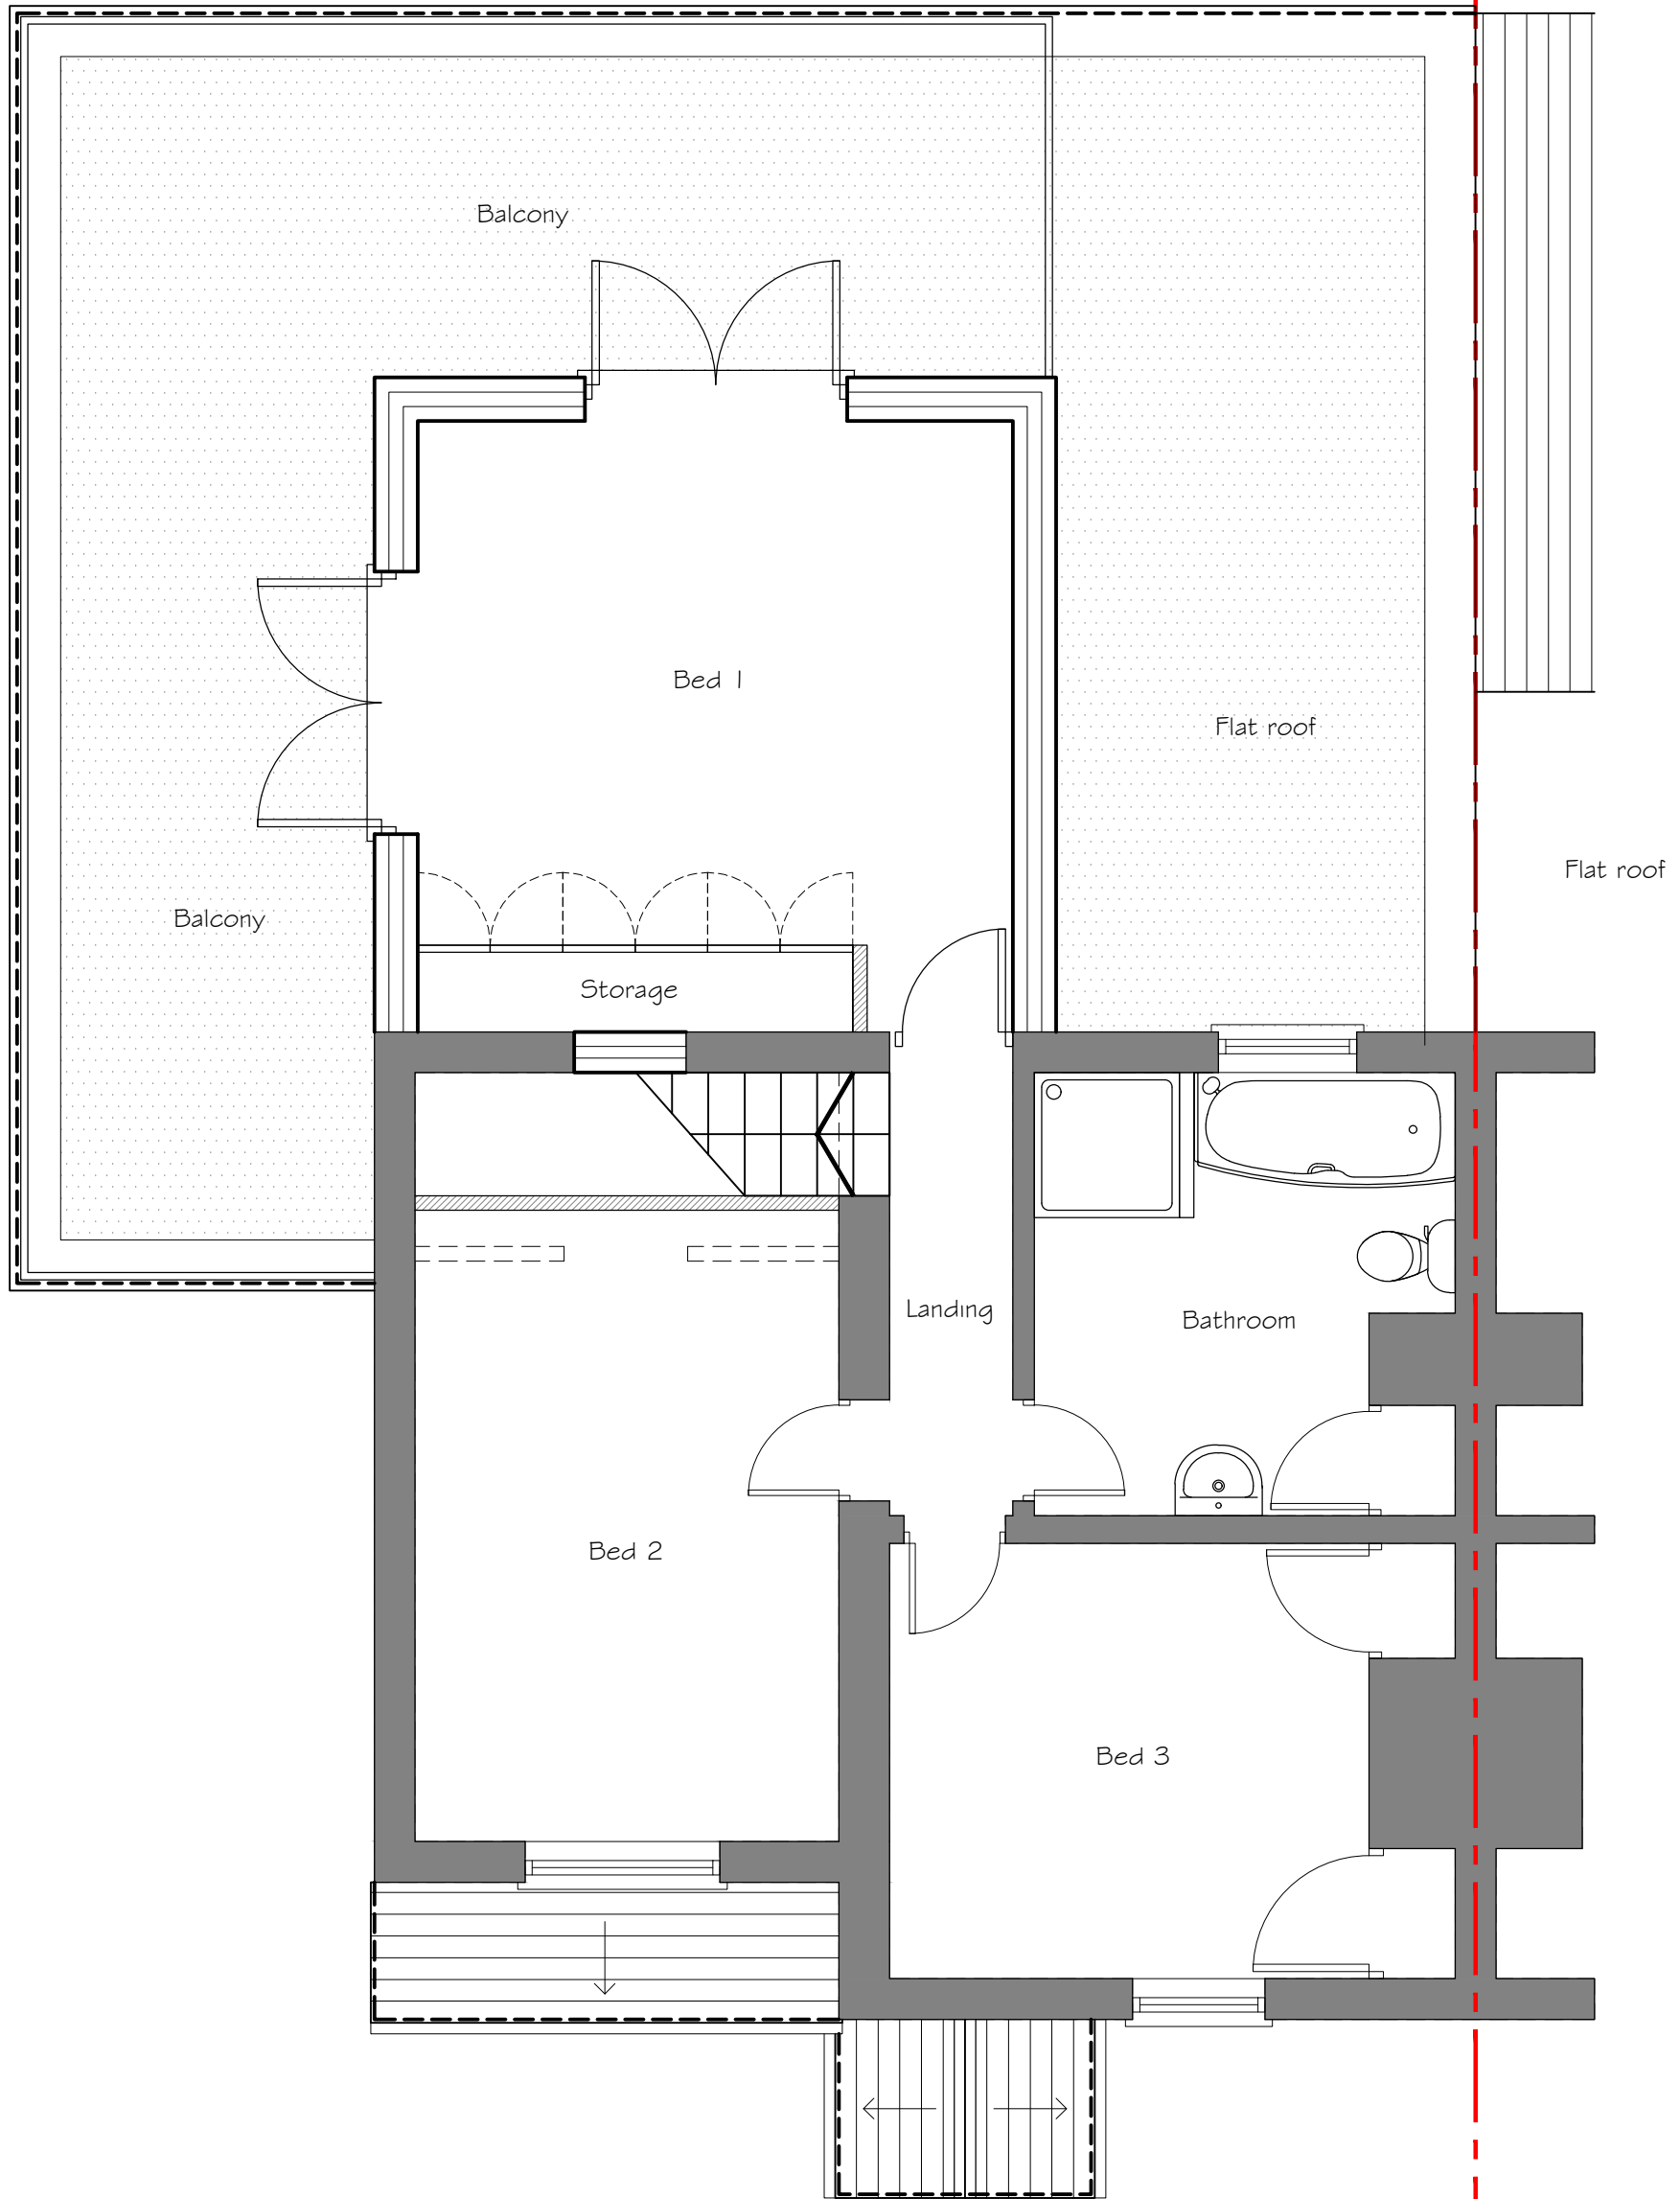 Balcony
Bed 1
Flat roof
Flat roof
Balcony
Storage
Landing
Bathroom
Bed 2
Bed 3